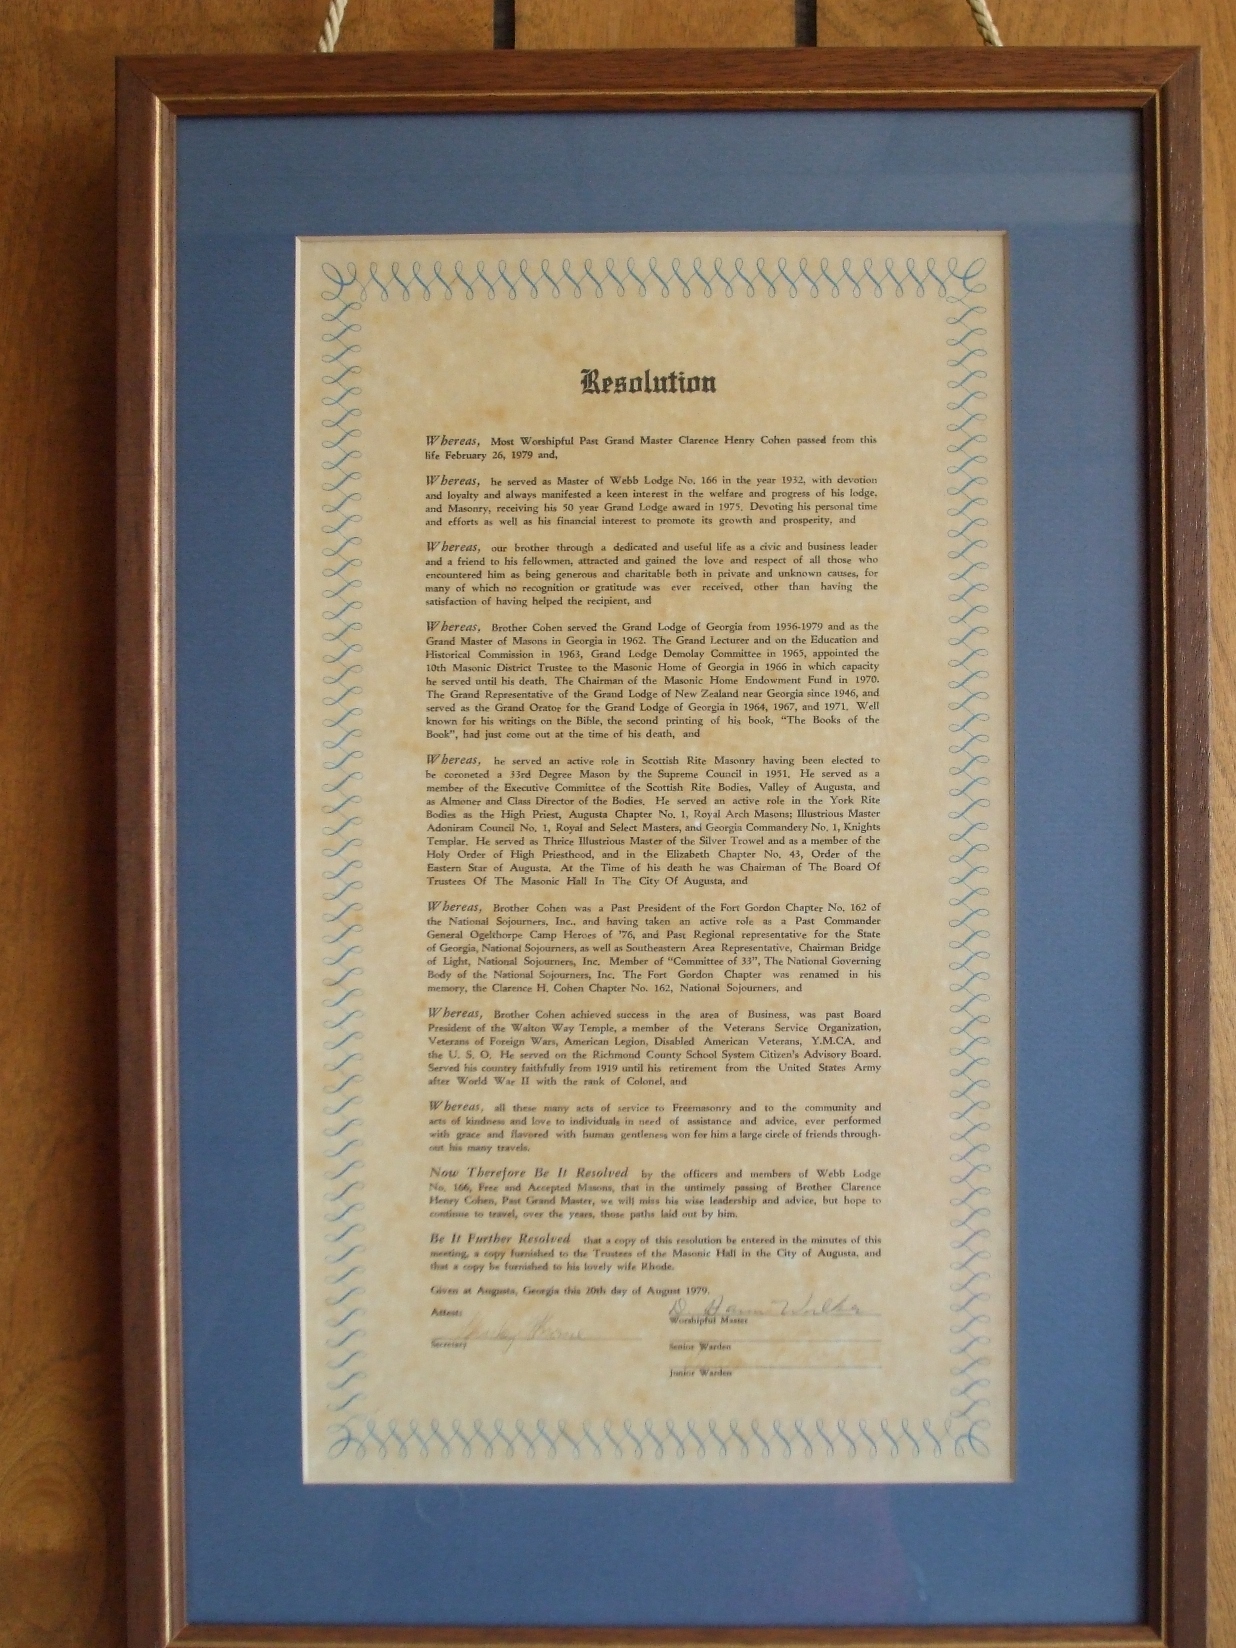 Resolution
Whereas, Most Worshipful Past Grand Master Clarence Henry Cohen passed from this
life February 26, 1979 and,
Whereas, he served as Master of Webb Lodge No. 166 in the year 1932, with devotion
and loyalty and always manifested a keen interest in the welfare and progress of his lodge,
and Masonry, receiving his 50 year Grand Lodge award in 1975. Devoting his personal time
and efforts as well as his financial interest to promote its growth and prosperity, and
Whereas, our brother through a dedicated and useful life as a civic and business leader
and a friend to his fellowmen, attracted and gained the love and respect of all those who
encountered him as being generous and charitable both in private and unknown causes, for
many of which no recognition or gratitude was ever received, other than having the
satisfaction of having helped the recipient, and
Whereas, Brother Cohen served the Grand Lodge of Georgia from 1956-1979 and as the
Grand Master of Masons in Georgia in 1962. The Grand Lecturer and on the Education and
Historical Commission in 1963, Grand Lodge Demolay Committee in 1965, appointed the
10th Masonic District Trustee to the Masonic Home of Georgia in 1966 in which capacity
he served until his death. The Chairman of the Masonic Home Endowment Fund in 1970.
The Grand Representative of the Grand Lodge of New Zealand near Georgia since 1946, and
served as the Grand Orator for the Grand Lodge of Georgia in 1964, 1967, and 1971. Well
known for his writings on the Bible, the second printing of his book, "The Books of the
Book", had just come out at the time of his death, and
Whereas, he served an active role in Scottish Rite Masonry having been elected to
be coroneted a 33rd Degree Mason by the Supreme Council in 1951. He served as a
member of the Executive Committee of the Scottish Rite Bodies, Valley of Augusta, and
as Almoner and Class Director of the Bodies. He served an active role in the York Rite
Bodies as the High Priest, Augusta Chapter No. 1, Royal Arch Masons; Illustrious Master
Adoniram Council No. 1, Royal and Select Masters, and Georgia Commandery No. 1, Knights
Templar. He served as Thrice Illustrious Master of the Silver Trowel and as a member of the
Holy Order of High Priesthood, and in the Elizabeth Chapter No. 43, Order of the
Eastern Star of Augusta. At the Time of his death he was Chairman of The Board Of
Trustees Of The Masonic Hall In The City Of Augusta, and
Whereas, Brother Cohen was a Past President of the Fort Gordon Chapter No. 162 of
the National Sojourners, Inc., and having taken an active role as a Past Commander
General Ogelthorpe Camp Heroes of '76, and Past Regional representative for the State
of Georgia, National Sojourners, as well as Southeastern Area Representative, Chairman Bridge
of Light, National Sojourners, Inc. Member of "Committee of 33", The National Governing
Body of the National Sojourners, Inc. The Fort Gordon Chapter was renamed in his
memory, the Clarence H. Cohen Chapter No. 162, National Sojourners, and
Whereas, Brother Cohen achieved success in the area of Business, was past Board
President of the Walton Way Temple, a member of the Veterans Service Organization,
Veterans of Foreign Wars, American Legion, Disabled American Veterans, Y.M.CA. and
the U. S. O. He served on the Richmond County School System Citizen's Advisory Board.
Served his country faithfully from 1919 until his retirement from the United States Army
after World War II with the rank of Colonel, and
Whereas, all these many acts of service to Freemasonry and to the community and
acts of kindness and love to individuals in need of assistance and advice, ever performed
with grace and flavored with human gentleness won for him a large circle of friends through-
out his many travels.
Now Therefore Be It Resolved by the officers and members of Webb Lodge
No. 166, Free and Accepted Masons, that in the untimely passing of Brother Clarence
Henry Cohen, Past Grand Master, we will miss his wise leadership and advice, but hope to
continue to travel, over the years, those paths laid out by him.
Be It Further Resolved that a copy of this resolution be entered in the minutes of this
meeting, a copy furnished to the Trustees of the Masonic Hall in the City of Augusta, and
that a copy be furnished to his lovely wife Rhode.
Given at Augusta, Georgia this 20th day of August 1979.
Attest:
Worshipful Master
Secretary
Senior Warden
Junior Warden